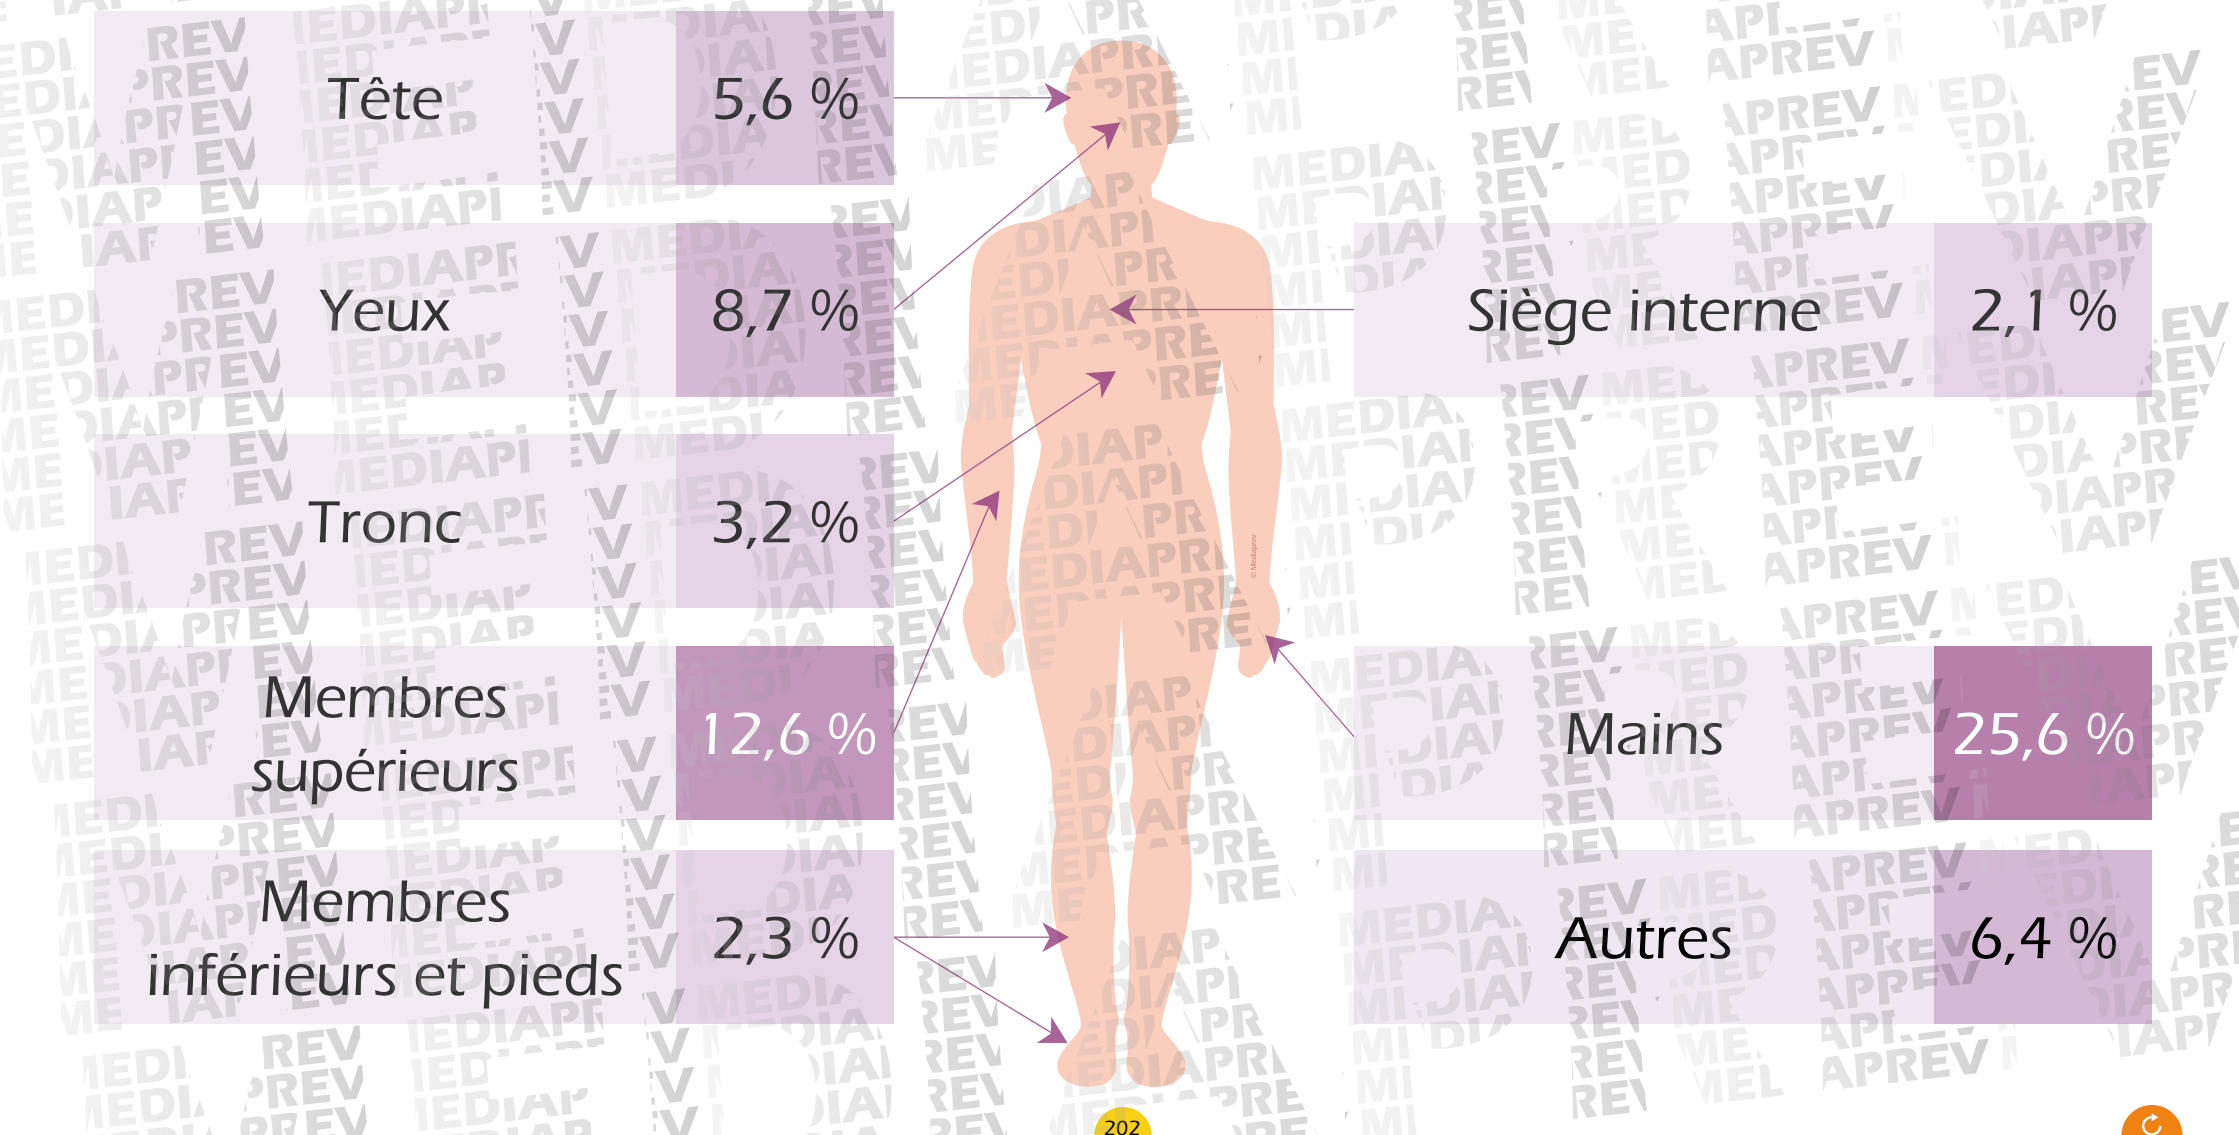 Tête
5,6 %
Yeux
8,7 %
Siège interne
2,1 %
Tronc
3,2 %
© Mediaprev
Membres
supérieurs
12,6 %
Mains
25,6 %
Membres
inférieurs et pieds
2,3 %
Autres
6,4 %
202